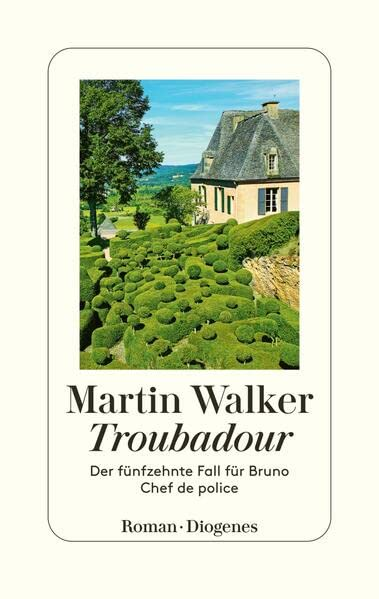 Martin Walker
Troubadour
Der fünfzehnte Fall für Bruno
Chef de police
Roman · Diogenes